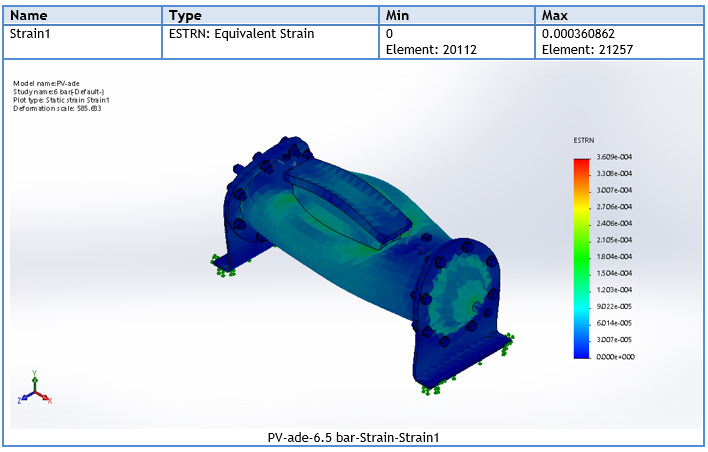 Name Type Min Max
Strain1 ESTRN: Equivalent Strain 0 0.000360862
Element: 20112 Element: 21257
Model name:PV-ade
Study name:6 bar(-Default-)
Plot type: Static strain Strain1
Deformation scale: 585.683
ESTRN
3.609e-004
3.308e-004
3.007e-004
2.706e-004
2.406e-004
2.105e-004
1.804e-004
1.504e-004
1.203e-004
9.022e-005
6.014e-005
3.007e-005
0.000e+000
Y
Z X
PV-ade-6.5 bar-Strain-Strain1